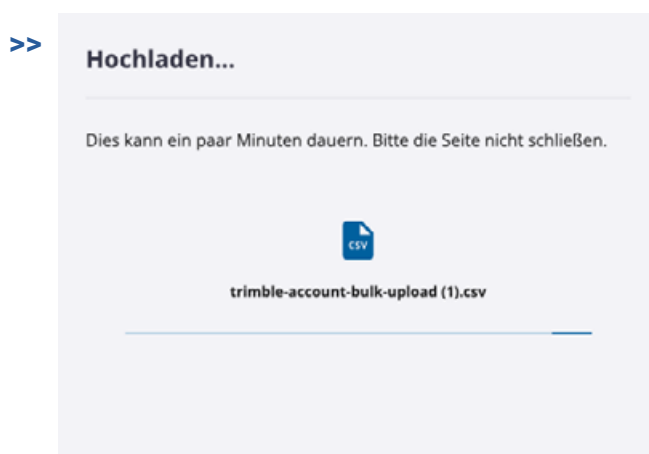 >>
Hochladen...
Dies kann ein paar Minuten dauern. Bitte die Seite nicht schließen.
CSV
trimble-account-bulk-upload (1).csv